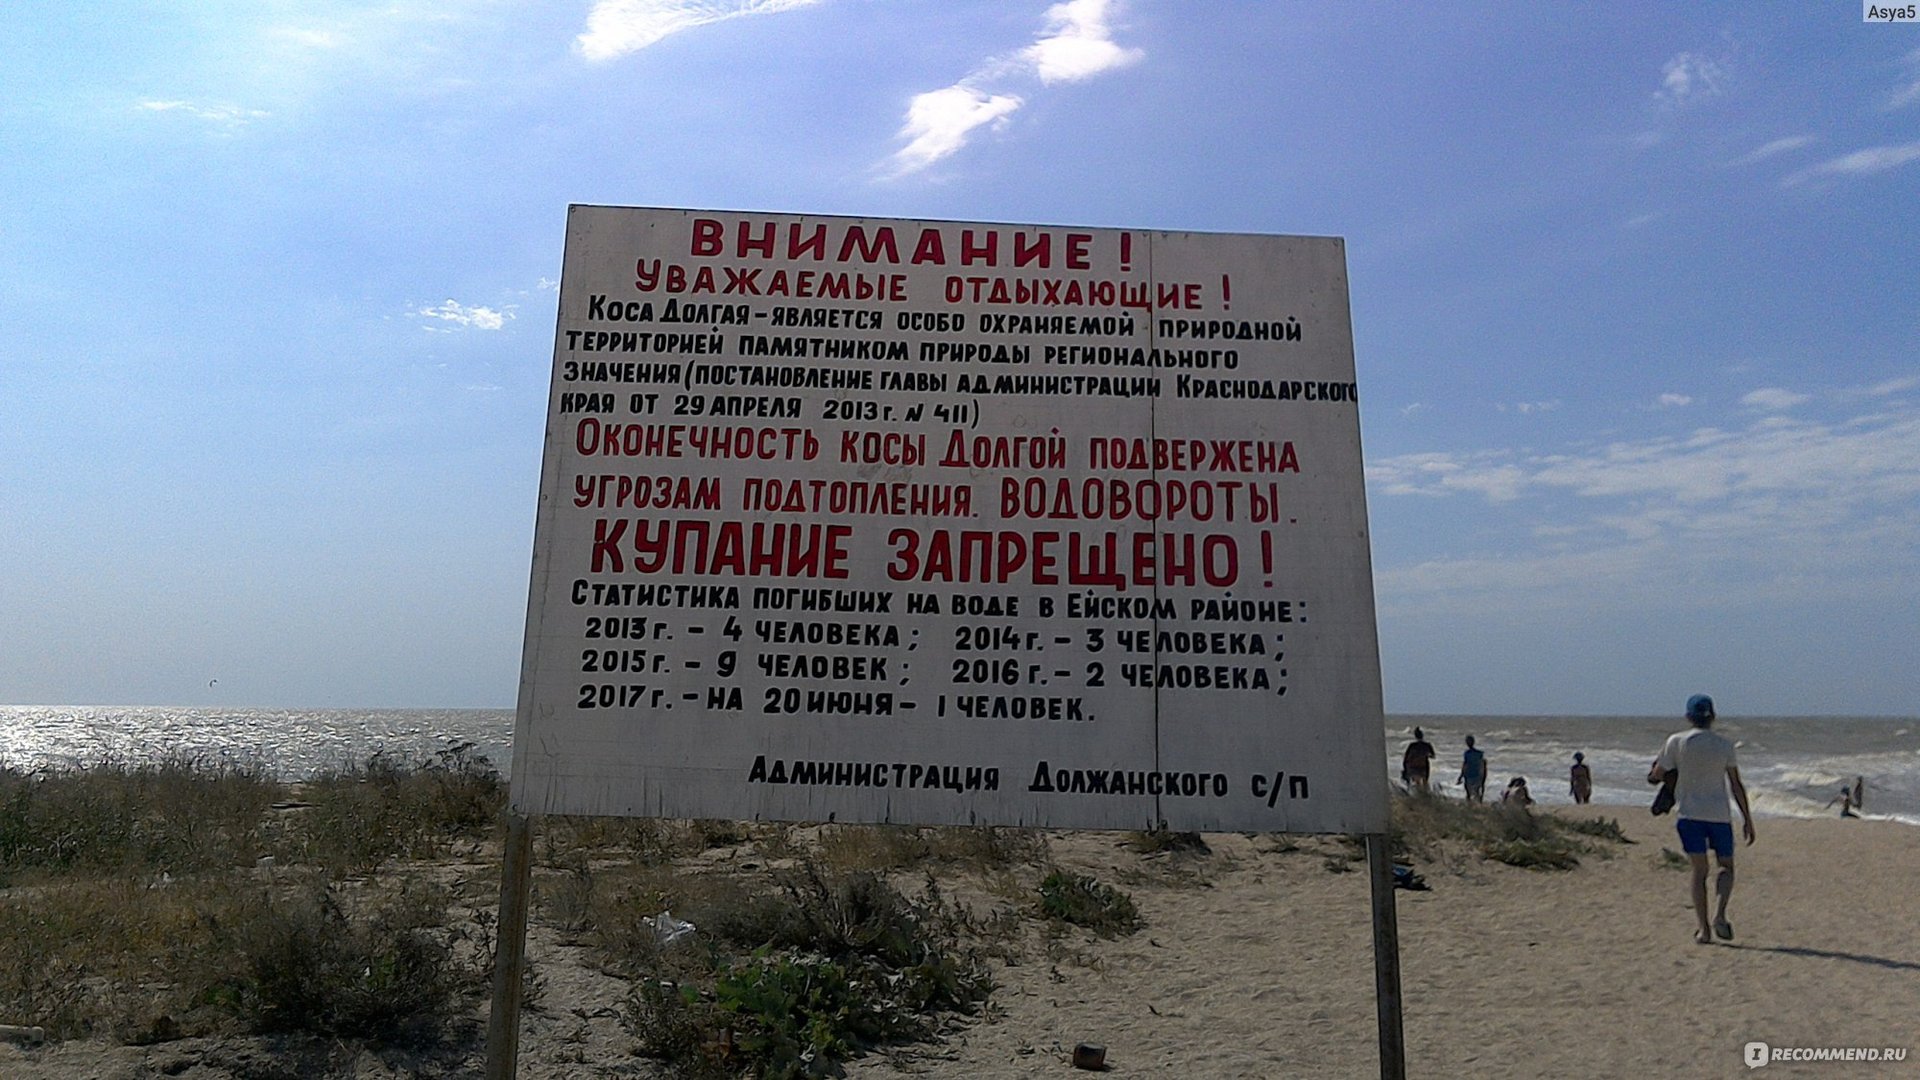 Asya5
ВНИМАНИЕ!
УВАЖАЕМЫЕ ОТДЫХАЮЩИЕ!
КОСА ДОЛГАЯ - ЯВЛЯЕТСЯ ОСОБО ОХРАНЯЕМОЙ ПРИРОДНОЙ
ТЕРРИТОРИЕЙ ПАМЯТНИКОМ ПРИРОДЫ РЕГИОНАЛЬНОГО
ЗНАЧЕНИЯ (ПОСТАНОВЛЕНИЕ ГЛАВЫ АДМИНИСТРАЦИИ КРАСНОДАРСКОГО
КРАЯ ОТ 29 АПРЕЛЯ 2013 г. N 411)
ОКОНЕЧНОСТЬ КОСЫ ДОЛГОЙ ПОДВЕРЖЕНА
УГРОЗАМ ПОДТОПЛЕНИЯ. ВОДОВОРОТЫ.
КУПАНИЕ ЗАПРЕЩЕНО!
СТАТИСТИКА ПОГИБШИХ НА ВОДЕ В ЕЙСКОМ РАЙОНЕ:
2013 г. - 4 ЧЕЛОВЕКА; 2014 г. - 3 ЧЕЛОВЕКА;
2015 г. - 9 ЧЕЛОВЕК; 2016 г. - 2 ЧЕЛОВЕКА;
2017 г. - НА 20 ИЮНЯ - 1 ЧЕЛОВЕК.
АДМИНИСТРАЦИЯ ДОЛЖАНСКОГО С/П
IRECOMMEND.RU